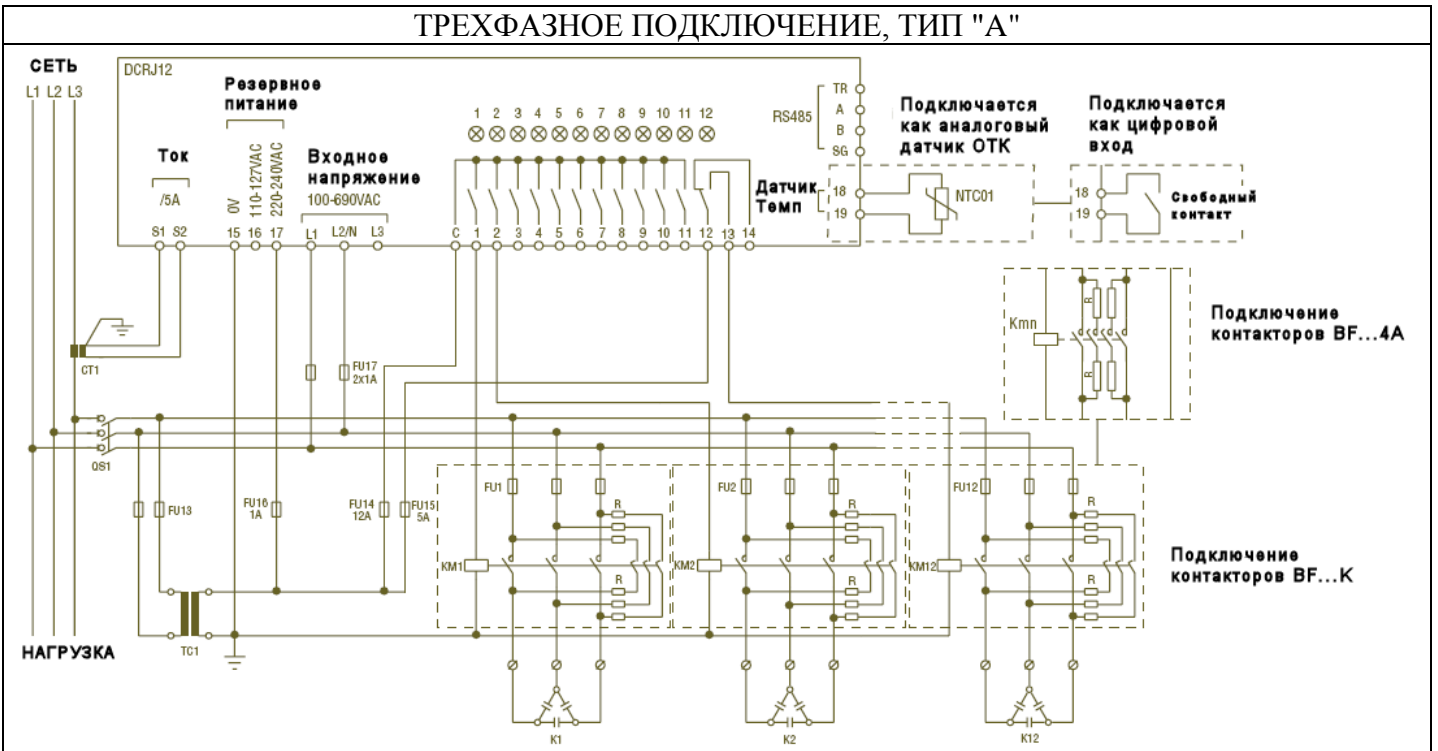 ТРЕХФАЗНОЕ ПОДКЛЮЧЕНИЕ, ТИП "А"
СЕТЬ
L1 L2 L3
DCRJ12
Резервное
питание
Ток
/5A
0V
110-127VAC
220-240VAC
Входное
напряжение
100-690VAC
1 2 3 4 5 6 7 8 9 10 11 12
RS485
TR
A
B
SG
Подключается
как аналоговый
датчик ОТК
Подключается
как цифровой
вход
Датчик
Темп
18
19
NTC01
18
19
Свободный
контакт
S1 S2 15 16 17 L1 L2/N L3 C 1 2 3 4 5 6 7 8 9 10 11 12 13 14
CT1
FU17
2x1A
Kmn
R
R
Подключение
контакторов BF...4A
QS1
FU13
FU16
1A
FU14
12A
FU15
5A
FU1
R
KM1
R
FU2
R
KM2
R
FU12
R
KM12
R
Подключение
контакторов BF...K
TC1
НАГРУЗКА
K1
K2
K12